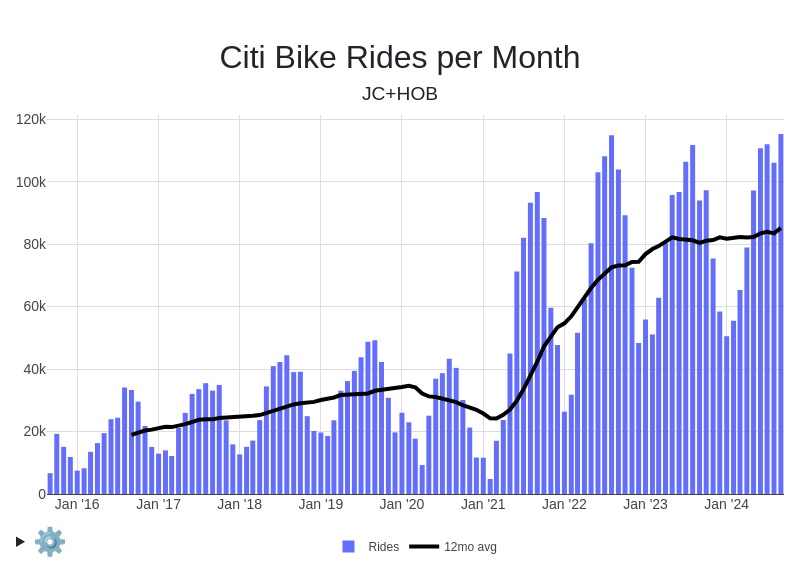 Citi Bike Rides per Month
JC+HOB
120k
100k
80k
60k
40k
20k
0
Jan '16 Jan '17 Jan '18 Jan '19 Jan '20 Jan '21 Jan '22 Jan '23 Jan '24
Rides 12mo avg